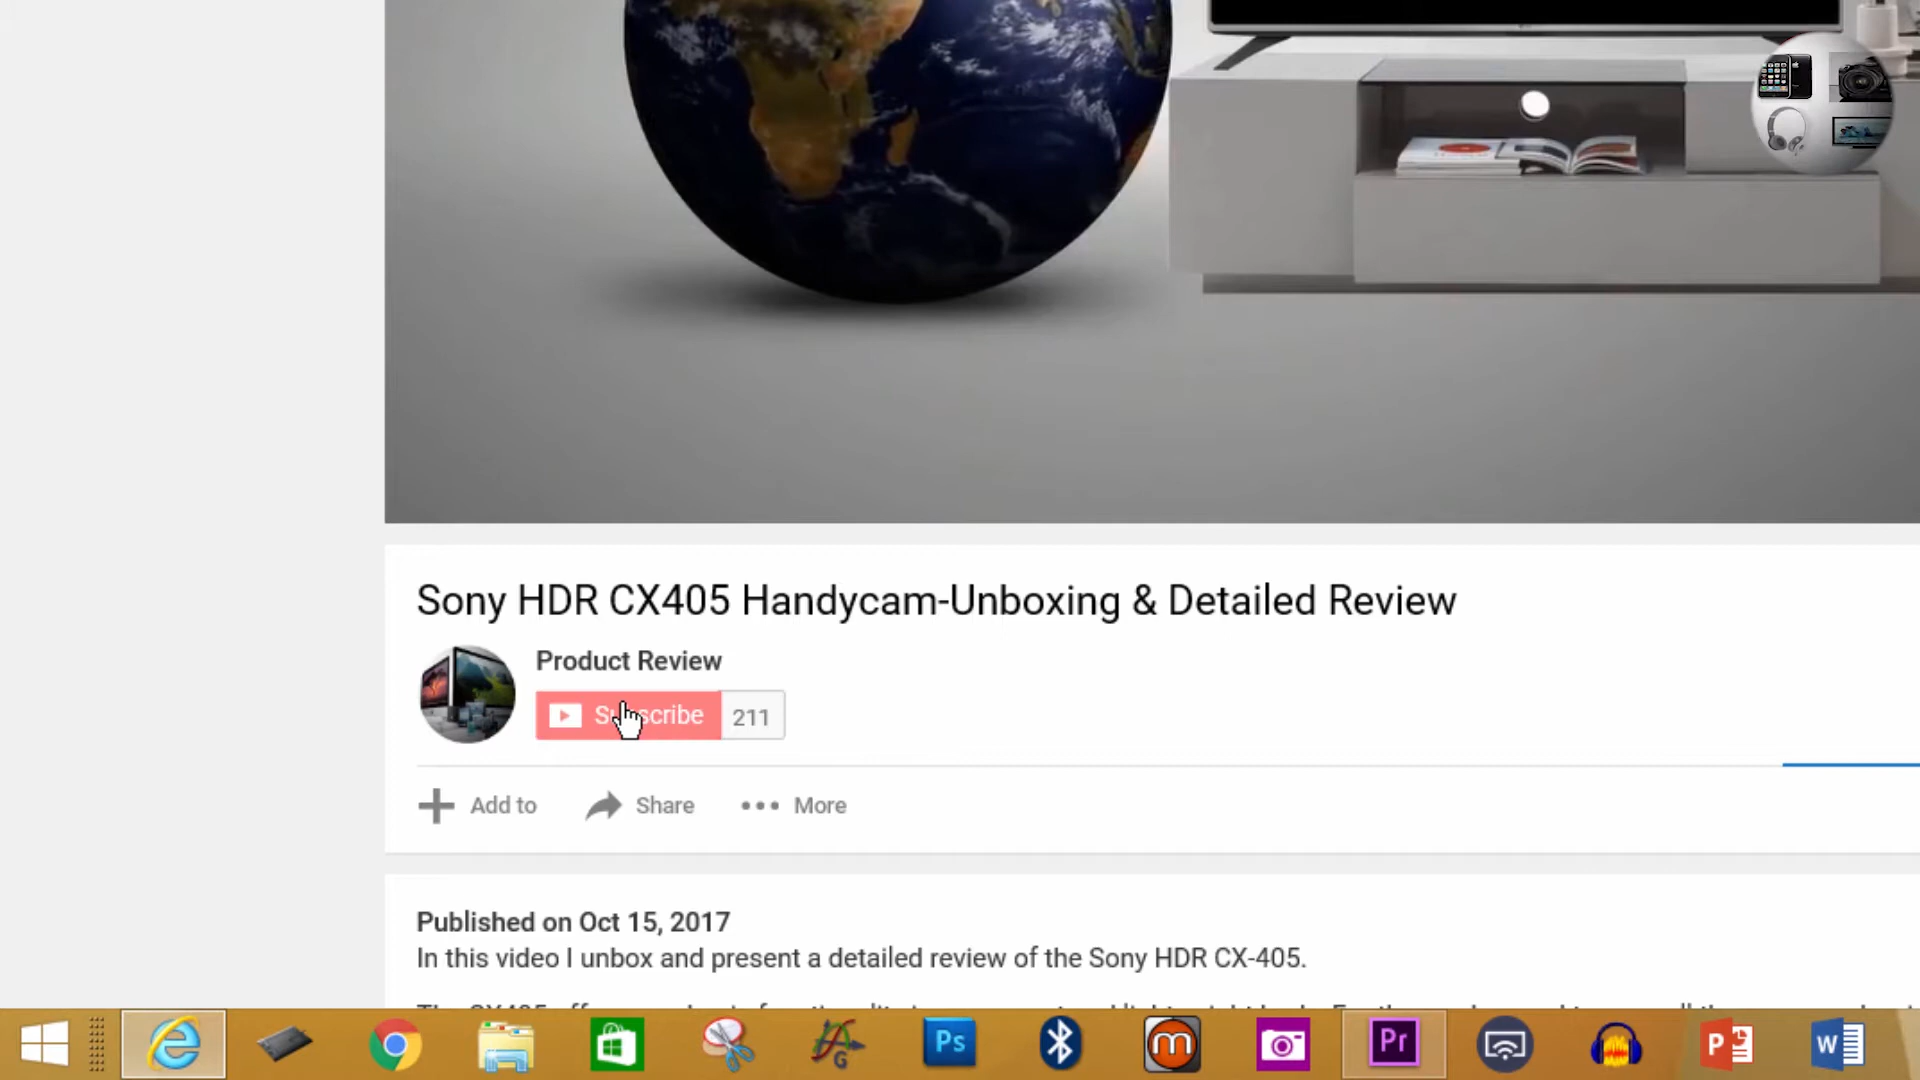 Sony HDR CX405 Handycam-Unboxing & Detailed Review
Product Review
Subscribe 211
Add to Share More
Published on Oct 15, 2017
In this video I unbox and present a detailed review of the Sony HDR CX-405.
G Ps m Pr P W